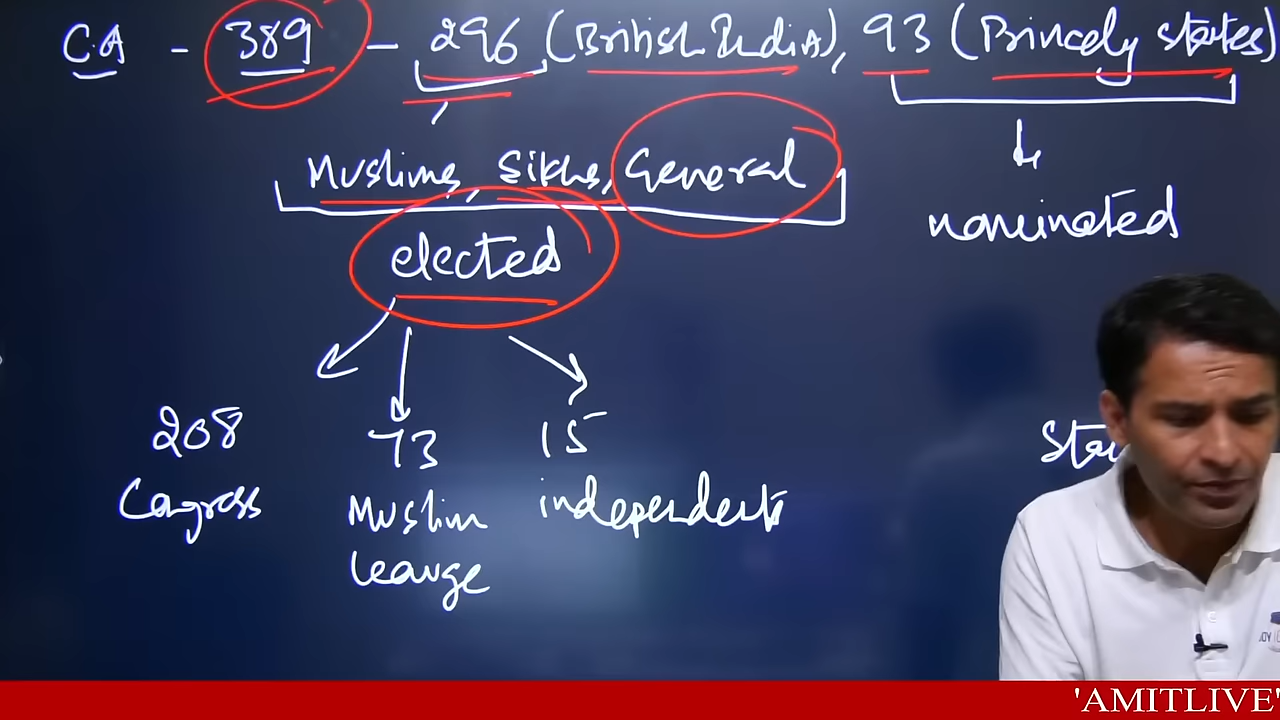 CA - 389 - 296 (British India), 93 (Princely states)
Muslims, Sikhs, General
nominated
elected
208 73 15
Congress Muslim independents
leauge
'AMITLIVE'